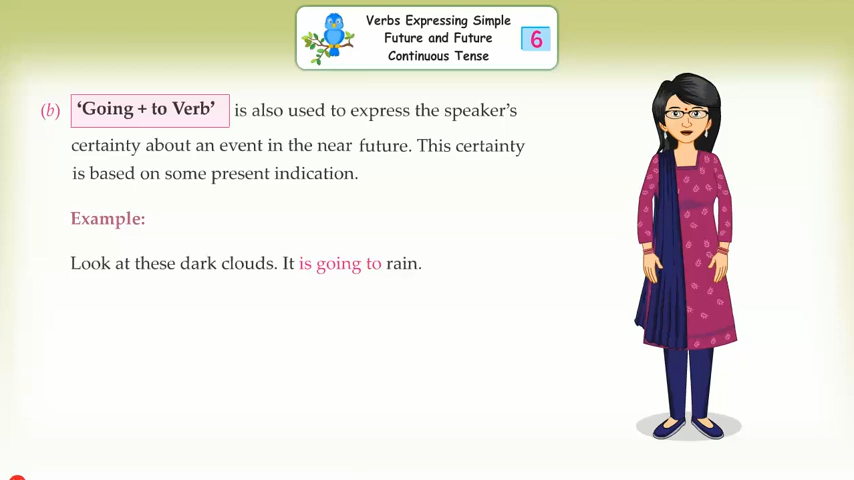 Verbs Expressing Simple
Future and Future
Continuous Tense
6
(b) 'Going + to Verb' is also used to express the speaker's
certainty about an event in the near future. This certainty
is based on some present indication.
Example:
Look at these dark clouds. It is going to rain.